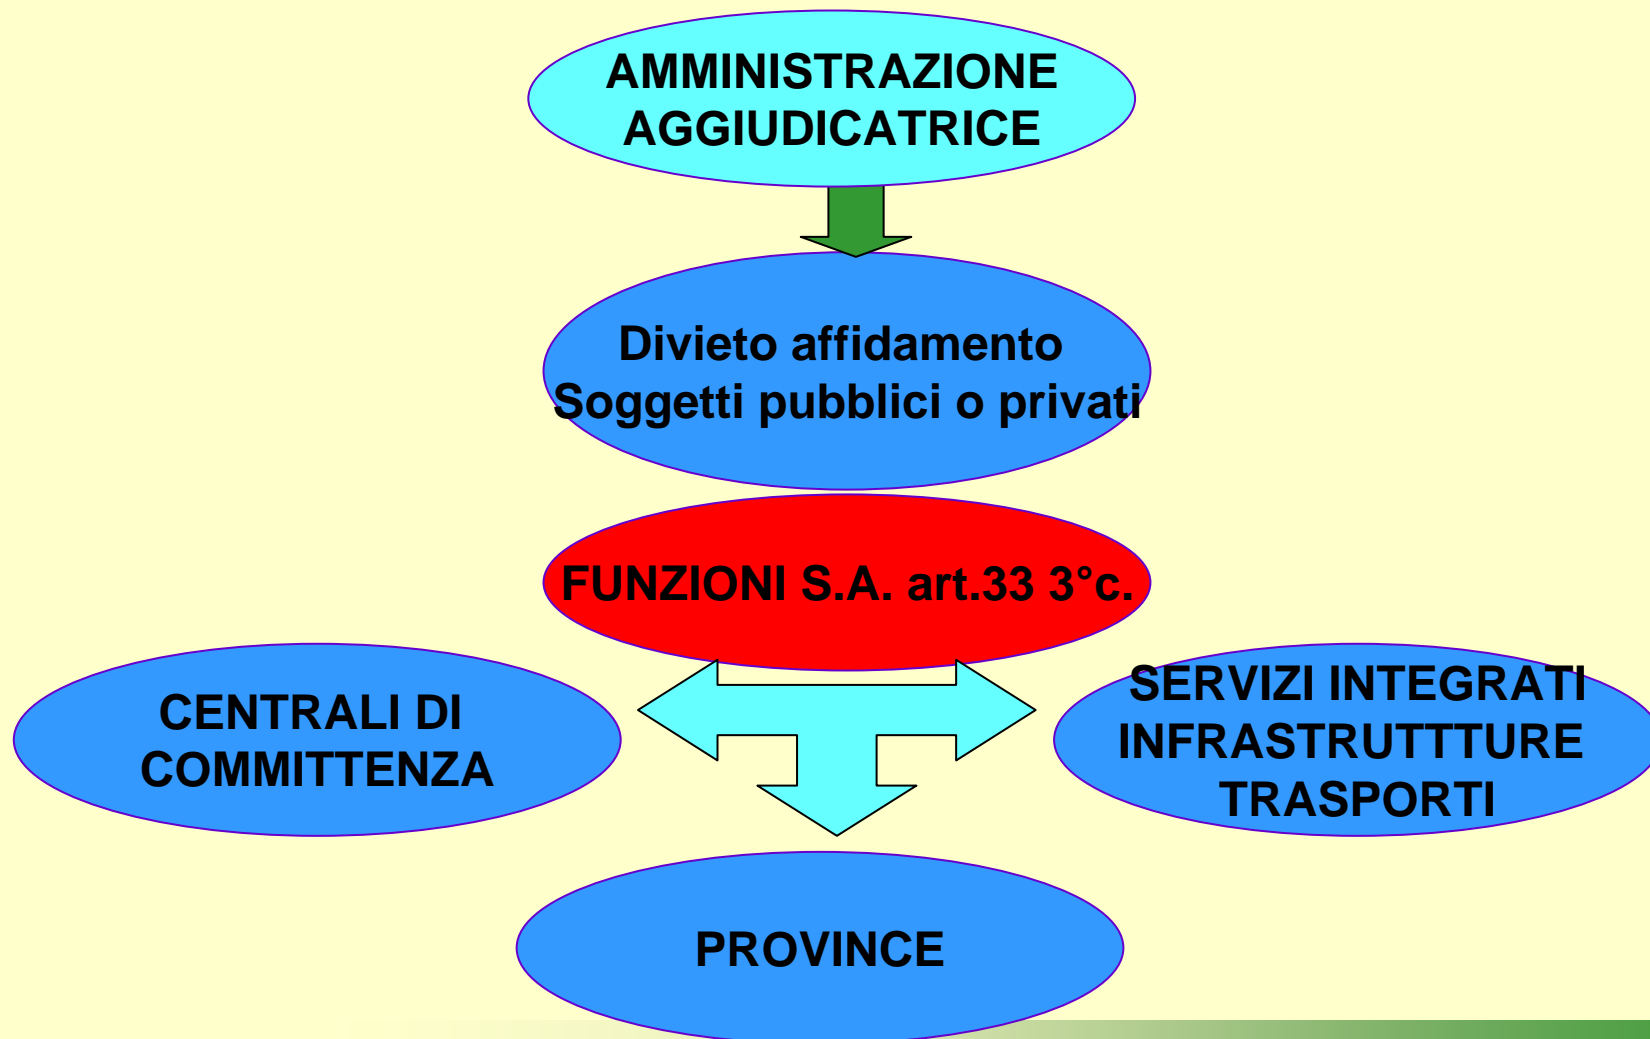 AMMINISTRAZIONE
AGGIUDICATRICE
Divieto affidamento
Soggetti pubblici o privati
FUNZIONI S.A. art.33 3°c.
CENTRALI DI
COMMITTENZA
SERVIZI INTEGRATI
INFRASTRUTTTURE
TRASPORTI
PROVINCE